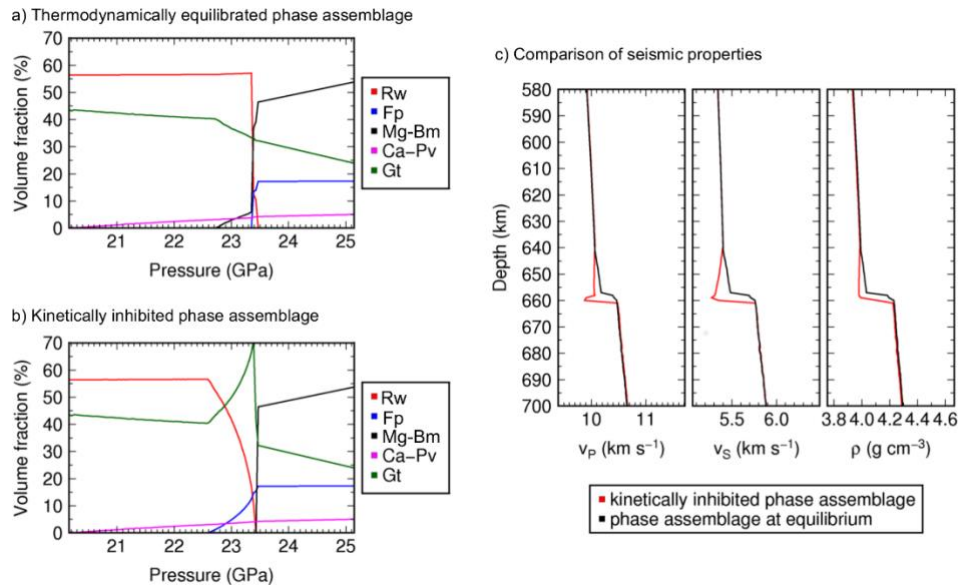 a) Thermodynamically equilibrated phase assemblage
70
60
50
40
30
20
10
0
Volume fraction (%)
21 22 23 24 25
Pressure (GPa)
Rw
Fp
Mg-Bm
Ca-Pv
Gt
b) Kinetically inhibited phase assemblage
70
60
50
40
30
20
10
0
Volume fraction (%)
21 22 23 24 25
Pressure (GPa)
Rw
Fp
Mg-Bm
Ca-Pv
Gt
c) Comparison of seismic properties
580
590
600
610
620
630
640
650
660
670
680
690
700
Depth (km)
10 11 5.5 6.0 3.8 4.0 4.2 4.4 4.6
vP (km s⁻¹) vS (km s⁻¹) ρ (g cm⁻³)
kinetically inhibited phase assemblage
phase assemblage at equilibrium